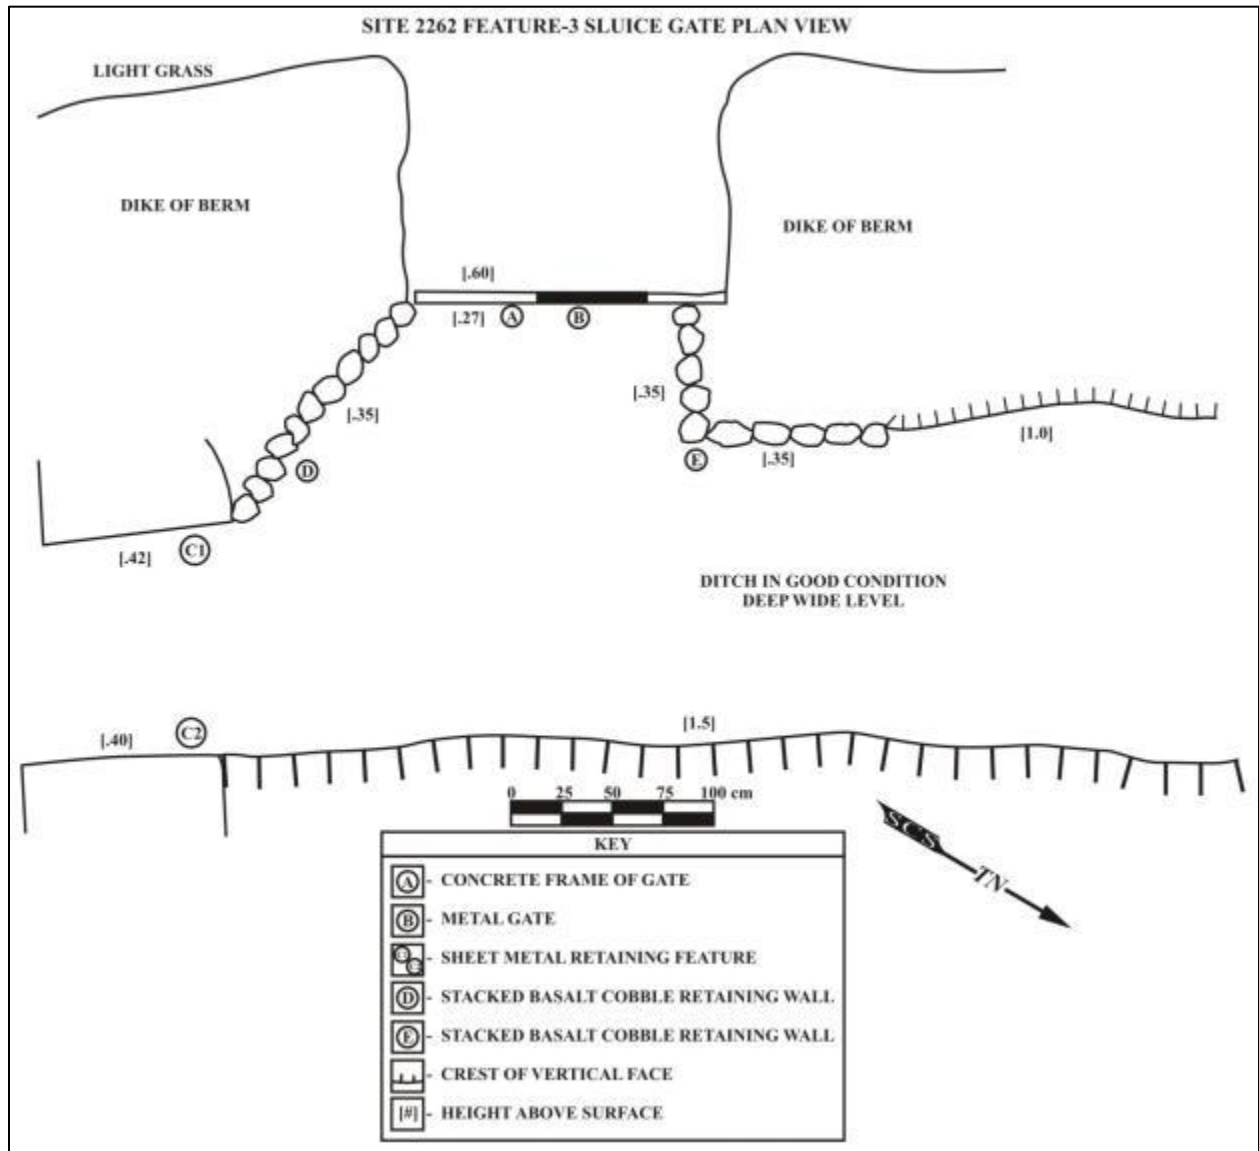 SITE 2262 FEATURE-3 SLUICE GATE PLAN VIEW
LIGHT GRASS
DIKE OF BERM
DIKE OF BERM
[.60]
[.27]
A
B
[.35]
[.35]
D
E
[.35]
[1.0]
[.42]
C1
DITCH IN GOOD CONDITION
DEEP WIDE LEVEL
[.40]
C2
[1.5]
0 25 50 75 100 cm
SCS
TN
KEY
A - CONCRETE FRAME OF GATE
B - METAL GATE
- SHEET METAL RETAINING FEATURE
D - STACKED BASALT COBBLE RETAINING WALL
E - STACKED BASALT COBBLE RETAINING WALL
- CREST OF VERTICAL FACE
[#] - HEIGHT ABOVE SURFACE